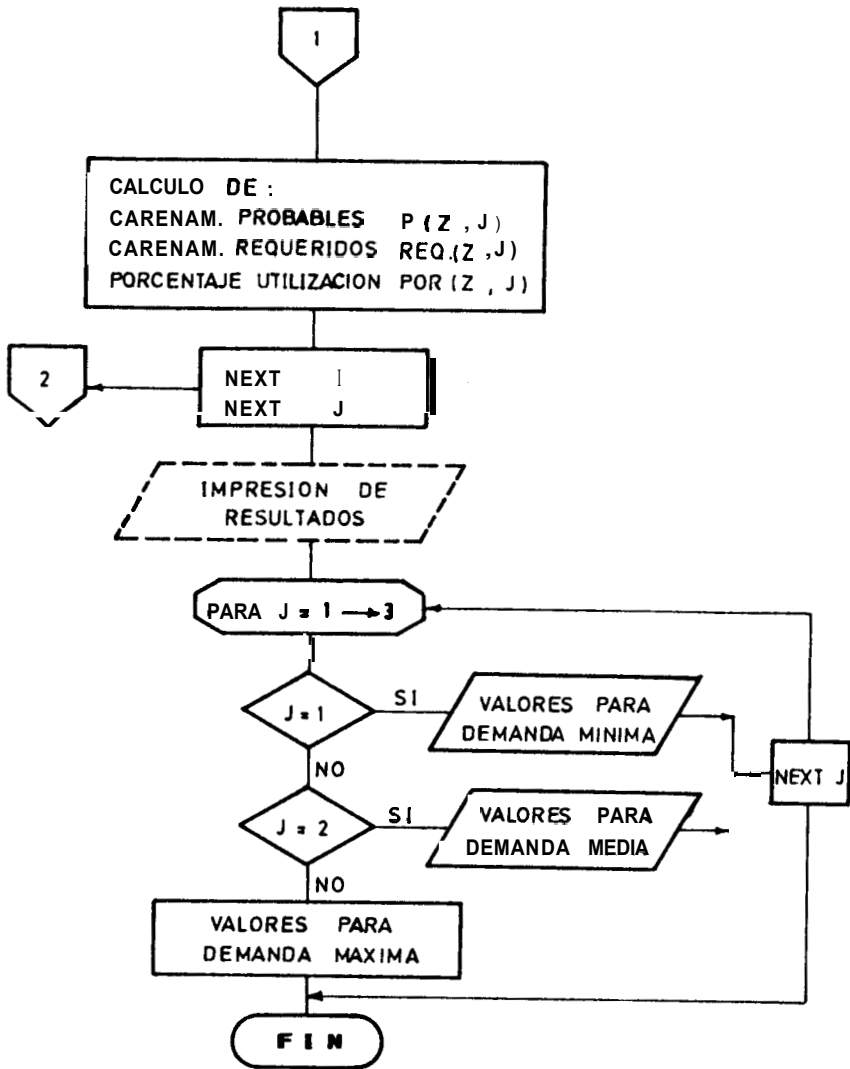 1
CALCULO DE :
CARENAM. PROBABLES P(Z,J)
CARENAM. REQUERIDOS REQ.(Z,J)
PORCENTAJE UTILIZACION POR(Z,J)
2
NEXT I
NEXT J
IMPRESION DE
RESULTADOS
PARA J = 1 → 3
J = 1
SI
VALORES PARA
DEMANDA MINIMA
NEXT J
NO
J = 2
SI
VALORES PARA
DEMANDA MEDIA
NO
VALORES PARA
DEMANDA MAXIMA
FIN